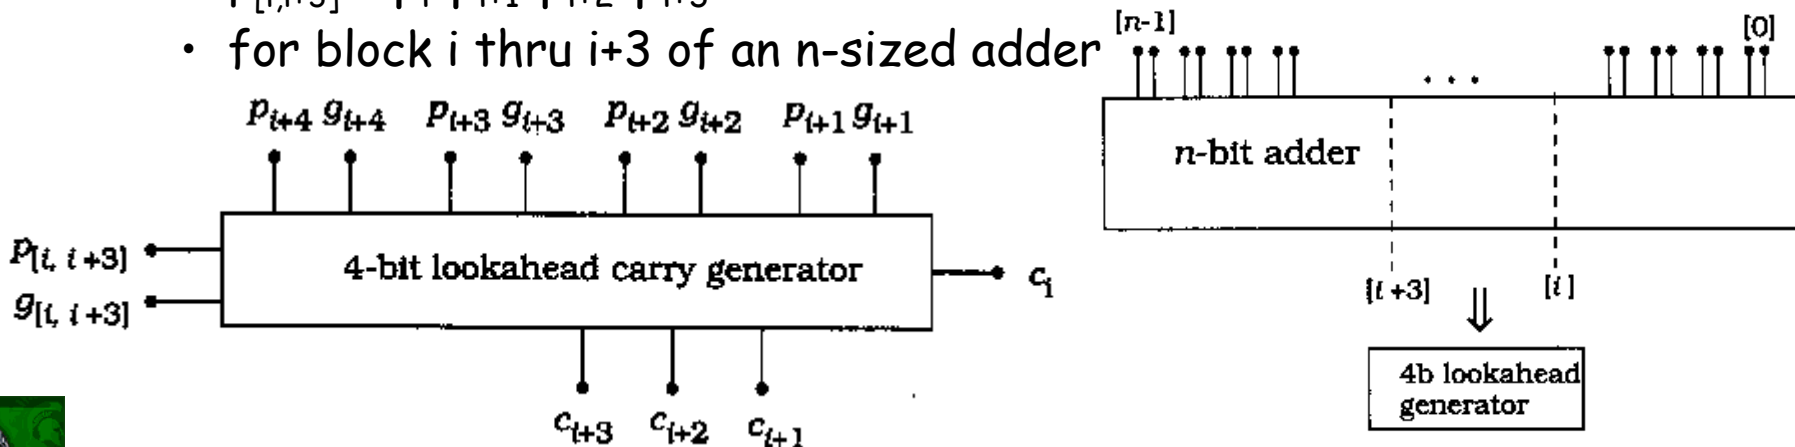 • for block i thru i+3 of an n-sized adder
[n-1] [0]
. . .
p_{i+4} g_{i+4} p_{i+3} g_{i+3} p_{i+2} g_{i+2} p_{i+1} g_{i+1}
n-bit adder
p_{[i, i+3]}
4-bit lookahead carry generator
c_i
g_{[i, i+3]}
[i+3] [i]
⇓
4b lookahead
generator
c_{i+3} c_{i+2} c_{i+1}